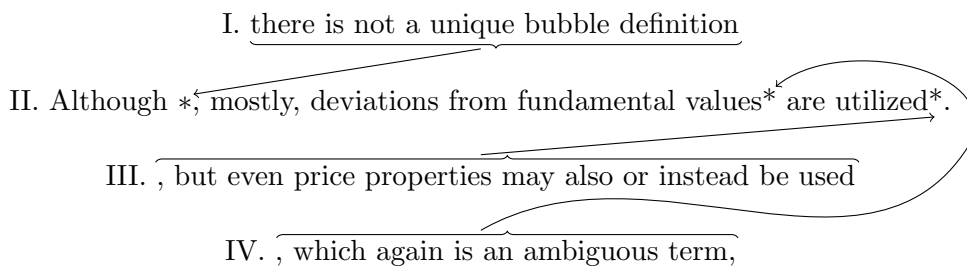 I. there is not a unique bubble definition
II. Although *, mostly, deviations from fundamental values* are utilized*.
III. , but even price properties may also or instead be used
IV. , which again is an ambiguous term,